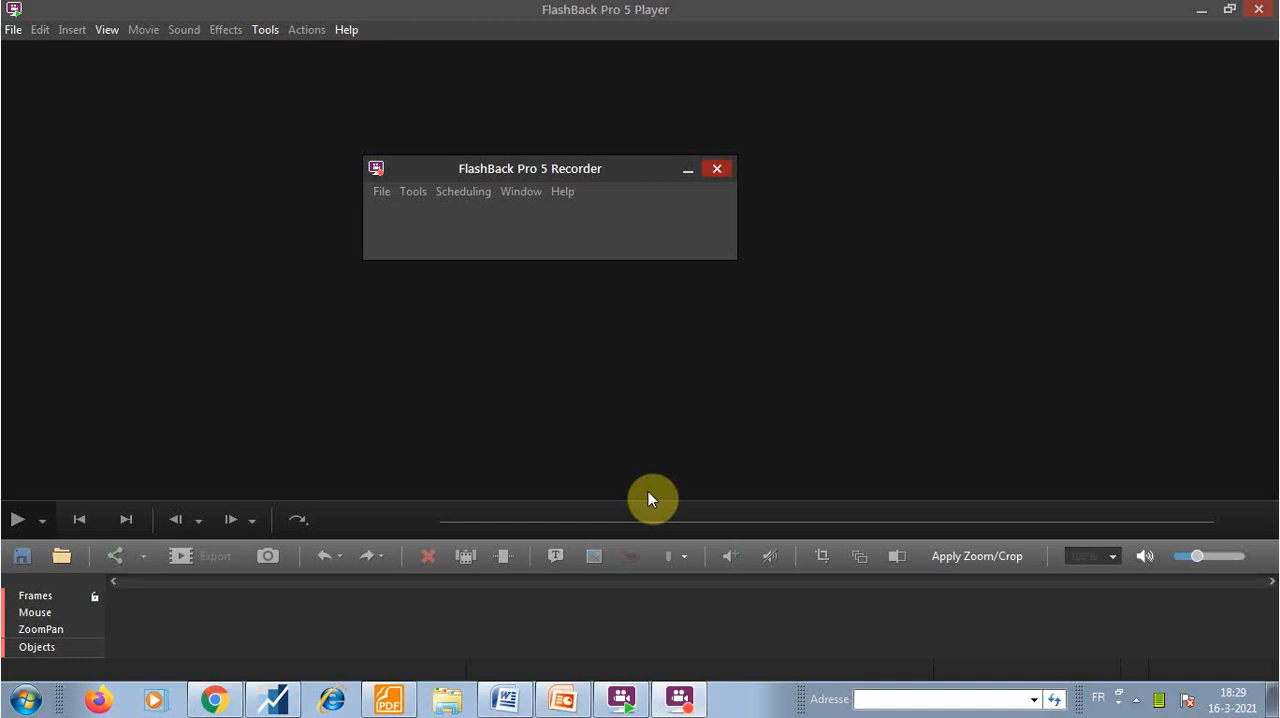 FlashBack Pro 5 Player
File Edit Insert View Movie Sound Effects Tools Actions Help
FlashBack Pro 5 Recorder
File Tools Scheduling Window Help
Export
Apply Zoom/Crop
100%
Frames
Mouse
ZoomPan
Objects
PDF
Adresse
FR
18:29
16-3-2021